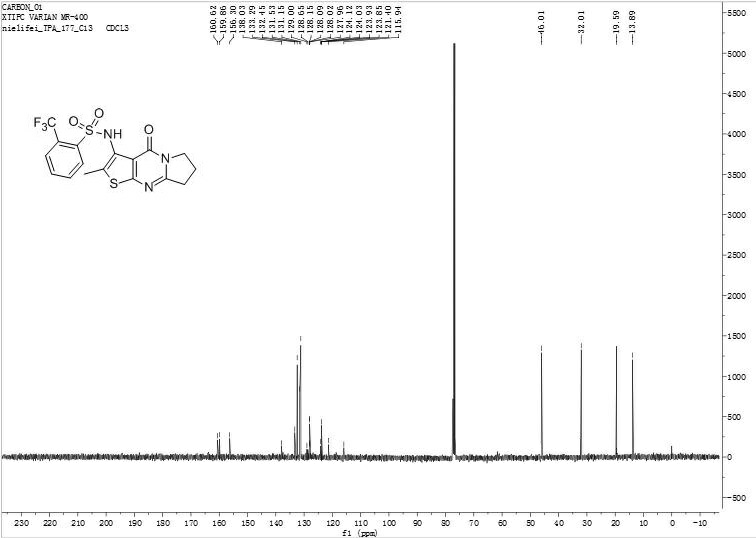 CARBON_01
XTIPC VARIAN MR-400
nielifei_TPA_177_C13 CDCL3
160.62
159.86
156.30
138.03
133.29
132.45
131.53
131.15
129.00
128.65
128.15
128.09
128.02
127.96
124.12
124.03
123.93
123.85
121.40
115.94
46.01
32.01
19.59
13.89
F3C
O
O
S
NH
O
N
S
N
5500
5000
4500
4000
3500
3000
2500
2000
1500
1000
500
0
-500
230 220 210 200 190 180 170 160 150 140 130 120 110 100 90 80 70 60 50 40 30 20 10 0 -10
f1 (ppm)